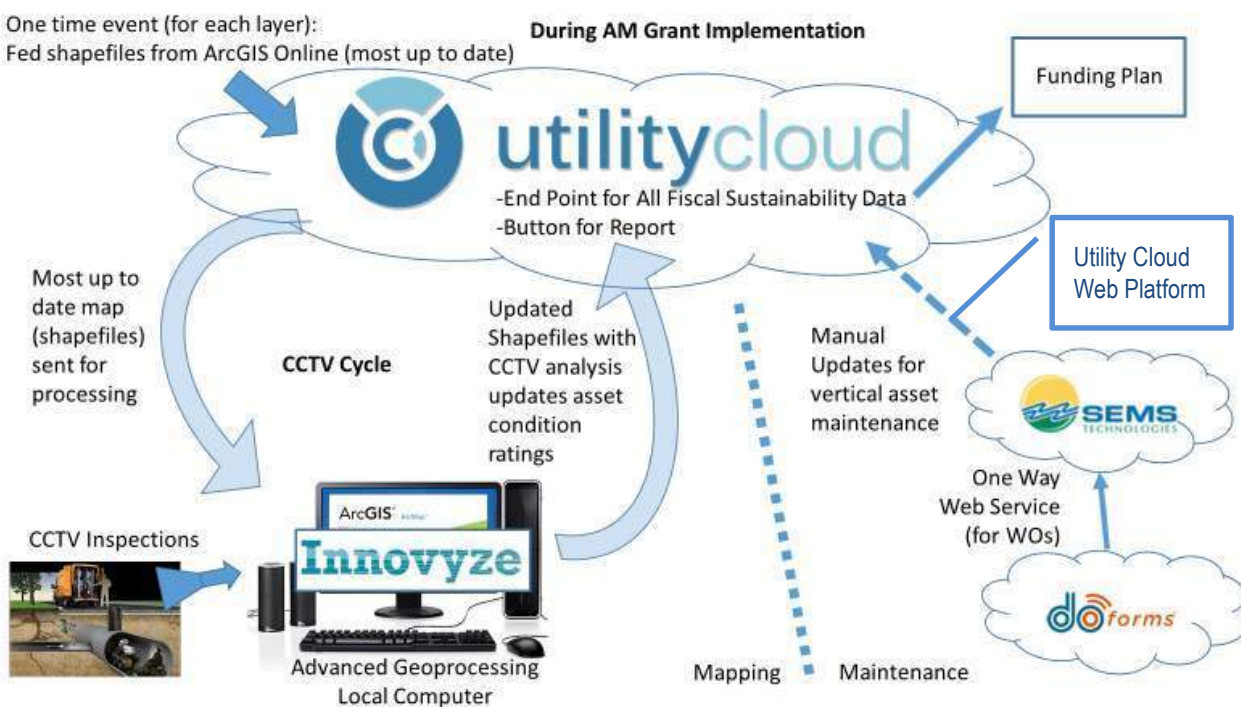 One time event (for each layer):
Fed shapefiles from ArcGIS Online (most up to date)
During AM Grant Implementation
Funding Plan
utilitycloud
-End Point for All Fiscal Sustainability Data
-Button for Report
Utility Cloud
Web Platform
Most up to
date map
(shapefiles)
sent for
processing
CCTV Cycle
Updated
Shapefiles with
CCTV analysis
updates asset
condition
ratings
Manual
Updates for
vertical asset
maintenance
SEMS
TECHNOLOGIES
One Way
Web Service
(for WOs)
doforms
CCTV Inspections
ArcGIS ArcMap
Innovyze
Advanced Geoprocessing
Local Computer
Mapping
Maintenance